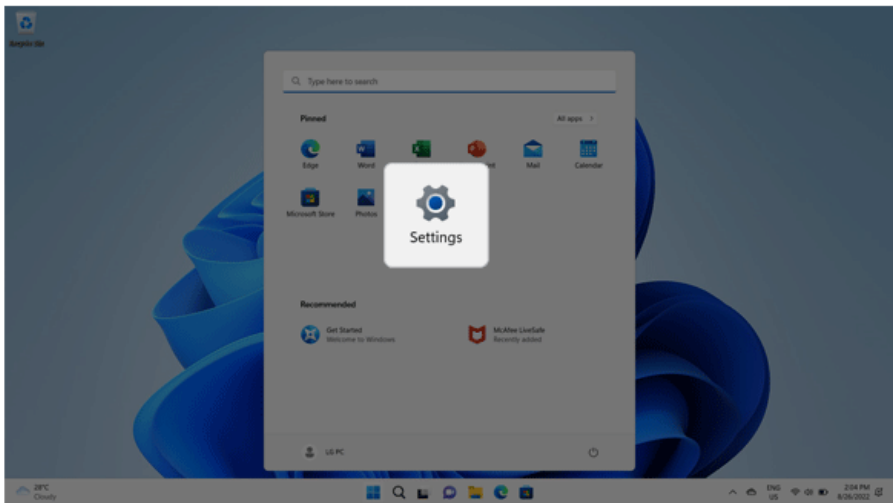 Recycle Bin
Type here to search
Pinned
All apps >
Edge
Word
Mail
Calendar
Microsoft Store
Photos
Settings
Recommended
Get Started
Welcome to Windows
McAfee LiveSafe
Recently added
LG PC
28°C
Cloudy
ENG
US
2:04 PM
8/26/2022